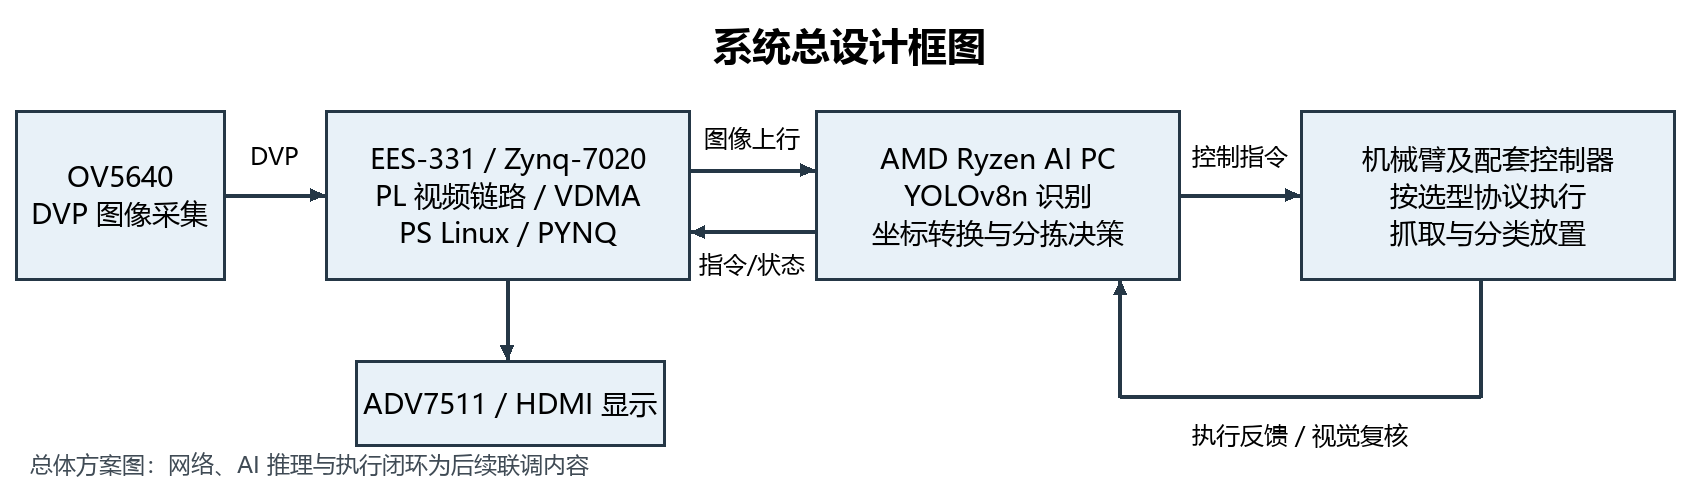 系统总设计框图
OV5640
DVP 图像采集
DVP
EES-331 / Zynq-7020
PL 视频链路 / VDMA
PS Linux / PYNQ
图像上行
指令/状态
AMD Ryzen AI PC
YOLOv8n 识别
坐标转换与分拣决策
控制指令
机械臂及配套控制器
按选型协议执行
抓取与分类放置
ADV7511 / HDMI 显示
执行反馈 / 视觉复核
总体方案图：网络、AI 推理与执行闭环为后续联调内容